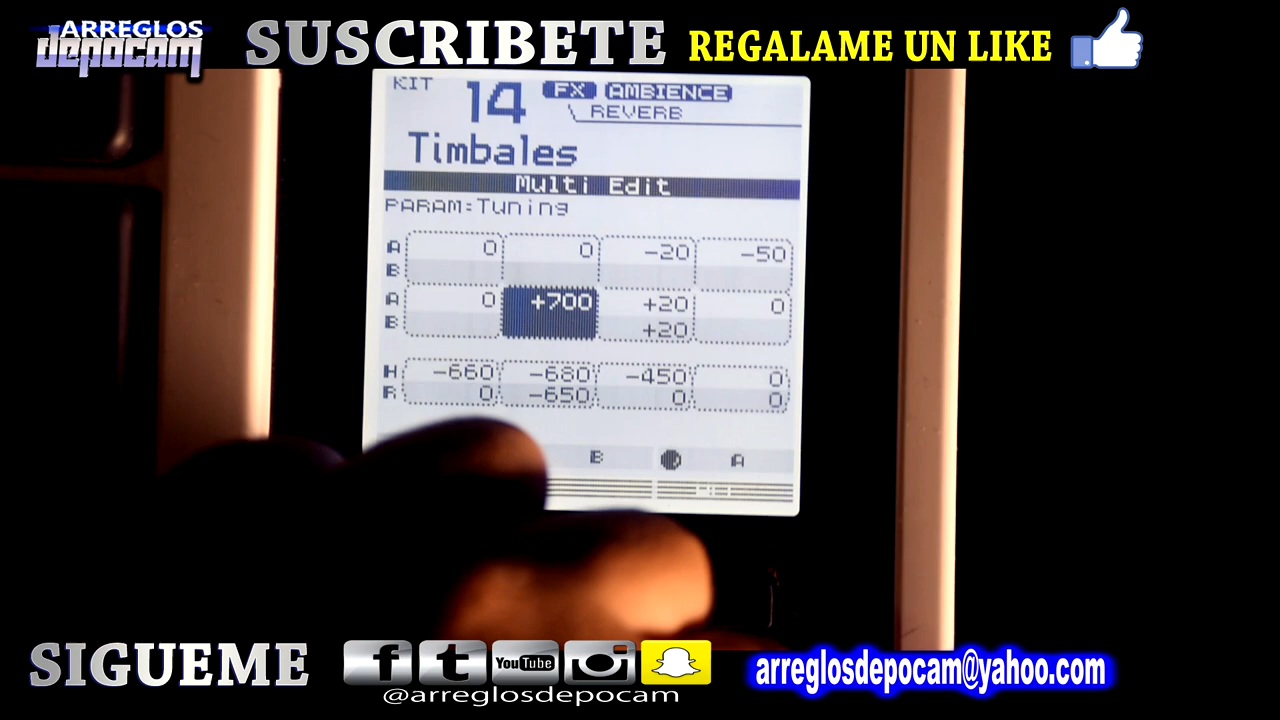 ARREGLOS
depocam
SUSCRIBETE
REGALAME UN LIKE
KIT 14 FX AMBIENCE
REVERB
Timbales
Multi Edit
PARAM:Tuning
A 0 0 -20 -50
B
A 0 +700 +20 0
B +20
H -660 -680 -450 0
R 0 -650 0 0
B A
SIGUEME
f t YouTube
@arreglosdepocam
arreglosdepocam@yahoo.com